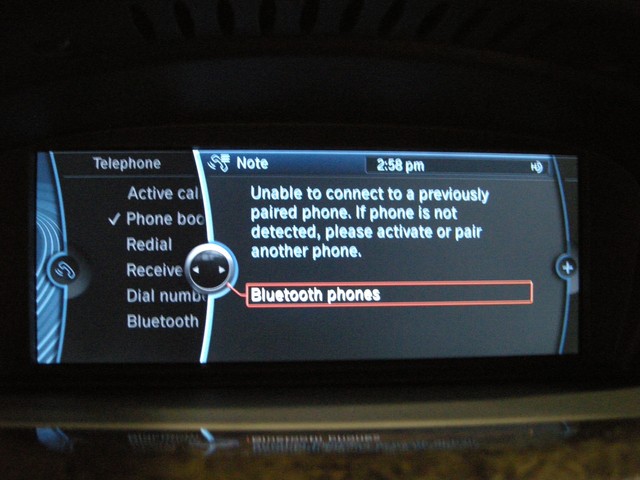 Telephone
Note
2:58 pm
HD
Active cal
Phone boo
Redial
Receive
Dial numb
Bluetooth
Unable to connect to a previously
paired phone. If phone is not
detected, please activate or pair
another phone.
Bluetooth phones